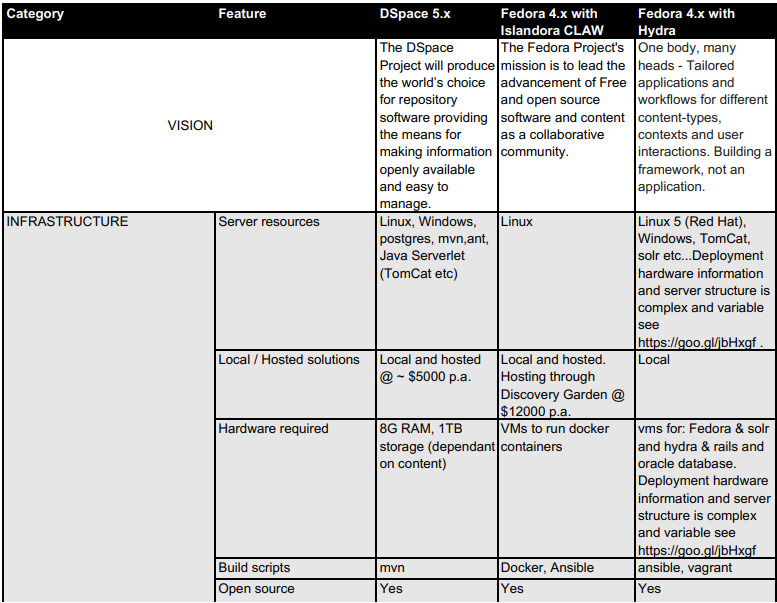 Category Feature DSpace 5.x Fedora 4.x with Islandora CLAW Fedora 4.x with Hydra
VISION
The DSpace
Project will produce
the world's choice
for repository
software providing
the means for
making information
openly available
and easy to
manage.
The Fedora Project's
mission is to lead the
advancement of Free
and open source
software and content
as a collaborative
community.
One body, many
heads - Tailored
applications and
workflows for different
content-types,
contexts and user
interactions. Building a
framework, not an
application.
INFRASTRUCTURE
Server resources
Linux, Windows,
postgres, mvn,ant,
Java Serverlet
(TomCat etc)
Linux
Linux 5 (Red Hat),
Windows, TomCat,
solr etc...Deployment
hardware information
and server structure is
complex and variable
see
https://goo.gl/jbHxgf .
Local / Hosted solutions
Local and hosted
@ ~ $5000 p.a.
Local and hosted.
Hosting through
Discovery Garden @
$12000 p.a.
Local
Hardware required
8G RAM, 1TB
storage (dependant
on content)
VMs to run docker
containers
vms for: Fedora & solr
and hydra & rails and
oracle database.
Deployment hardware
information and server
structure is complex
and variable see
https://goo.gl/jbHxgf
Build scripts
mvn
Docker, Ansible
ansible, vagrant
Open source
Yes
Yes
Yes